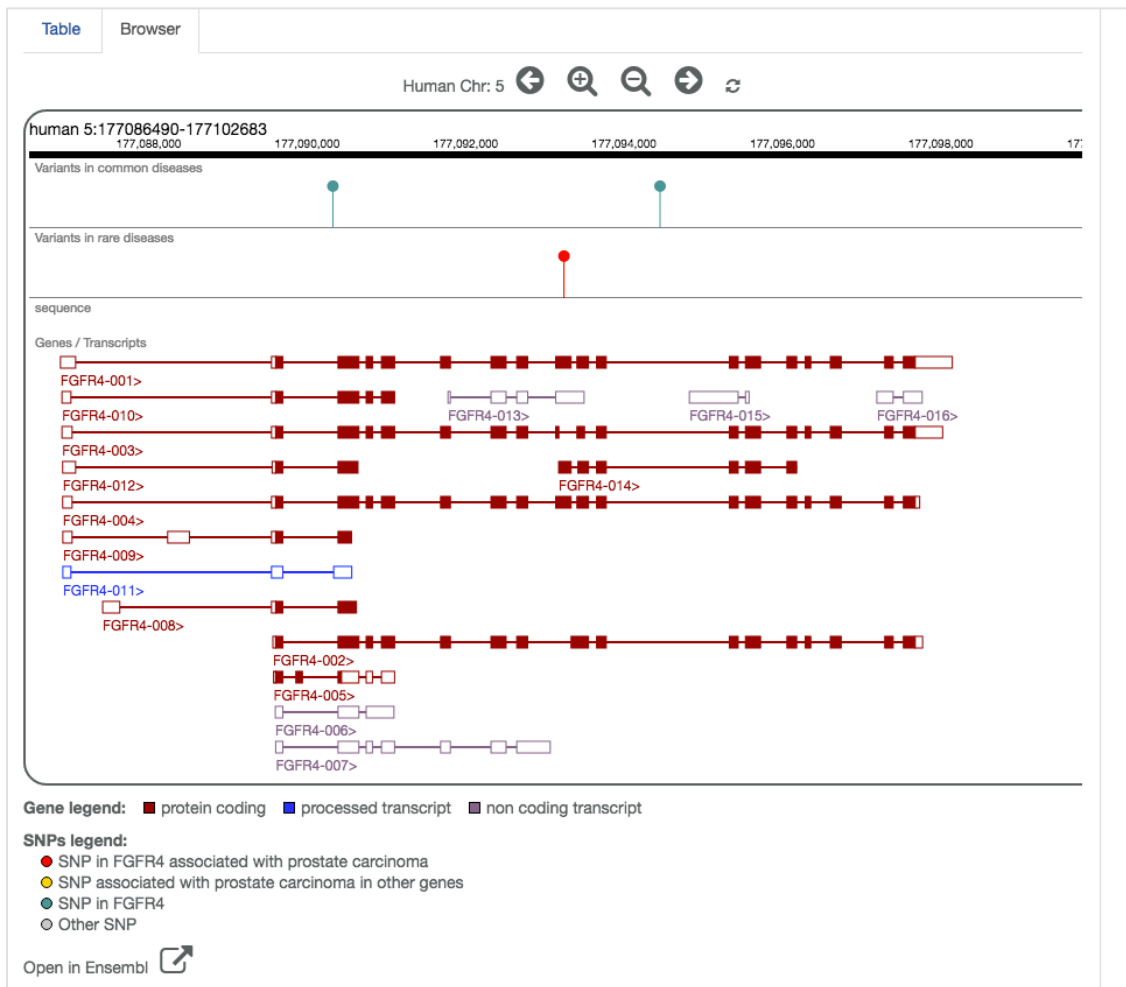 Table Browser
Human Chr: 5
human 5:177086490-177102683
177,088,000 177,090,000 177,092,000 177,094,000 177,096,000 177,098,000 177
Variants in common diseases
Variants in rare diseases
sequence
Genes / Transcripts
FGFR4-001>
FGFR4-010> FGFR4-013> FGFR4-015> FGFR4-016>
FGFR4-003>
FGFR4-012> FGFR4-014>
FGFR4-004>
FGFR4-009>
FGFR4-011>
FGFR4-008>
FGFR4-002>
FGFR4-005>
FGFR4-006>
FGFR4-007>
Gene legend: protein coding processed transcript non coding transcript
SNPs legend:
SNP in FGFR4 associated with prostate carcinoma
SNP associated with prostate carcinoma in other genes
SNP in FGFR4
Other SNP
Open in Ensembl